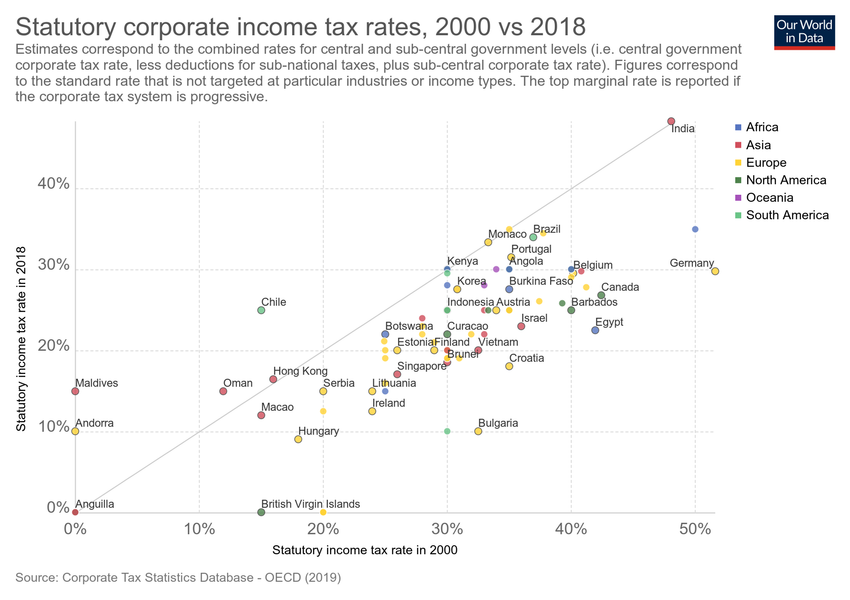 Statutory corporate income tax rates, 2000 vs 2018
Our World
in Data
Estimates correspond to the combined rates for central and sub-central government levels (i.e. central government
corporate tax rate, less deductions for sub-national taxes, plus sub-central corporate tax rate). Figures correspond
to the standard rate that is not targeted at particular industries or income types. The top marginal rate is reported if
the corporate tax system is progressive.
Africa
Asia
Europe
North America
Oceania
South America
India
40%
Monaco
Brazil
Portugal
30%
Kenya
Angola
Belgium
Germany
Korea
Burkina Faso
Canada
Chile
Indonesia
Austria
Barbados
Botswana
Curacao
Israel
Egypt
20%
Estonia
Finland
Vietnam
Brunei
Singapore
Croatia
Hong Kong
Maldives
Oman
Serbia
Lithuania
Macao
Ireland
10%
Andorra
Hungary
Bulgaria
0%
Anguilla
British Virgin Islands
0%
10%
20%
30%
40%
50%
Statutory income tax rate in 2018
Statutory income tax rate in 2000
Source: Corporate Tax Statistics Database - OECD (2019)